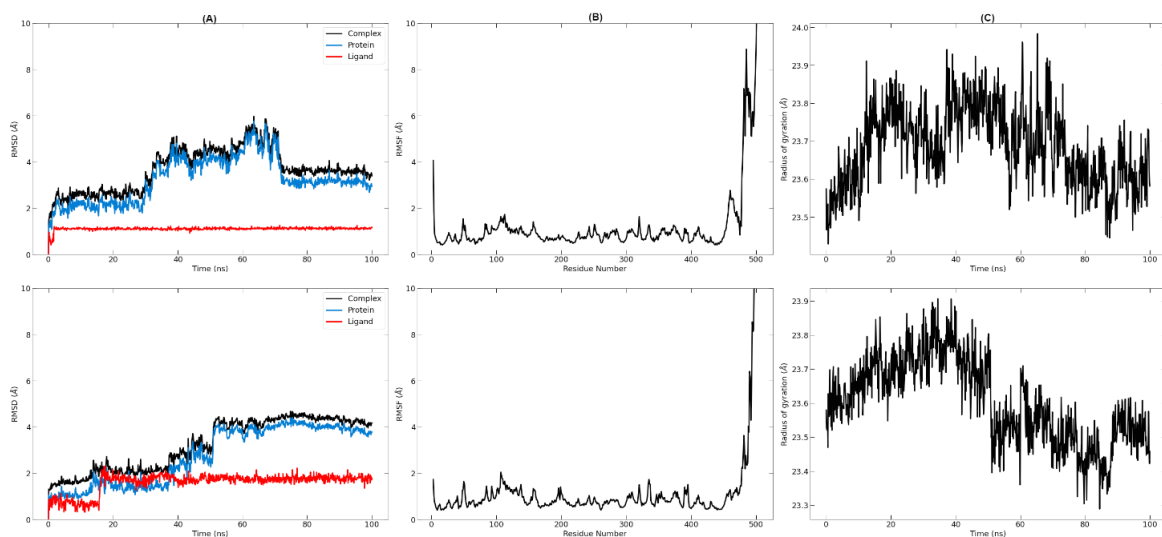 (A)
(B)
(C)
10
8
6
4
2
0
RMSD (Å)
Complex
Protein
Ligand
0 20 40 60 80 100
Time (ns)
10
8
6
4
2
0
RMSF (Å)
0 100 200 300 400 500
Residue Number
24.0
23.9
23.8
23.7
23.6
23.5
Radius of gyration (Å)
0 20 40 60 80 100
Time (ns)
10
8
6
4
2
0
RMSD (Å)
Complex
Protein
Ligand
0 20 40 60 80 100
Time (ns)
10
8
6
4
2
0
RMSF (Å)
0 100 200 300 400 500
Residue Number
23.9
23.8
23.7
23.6
23.5
23.4
23.3
Radius of gyration (Å)
0 20 40 60 80 100
Time (ns)